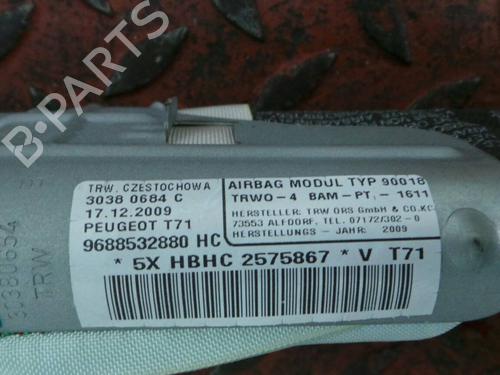 B-PARTS
TRW. CZESTOCHOWA
3038 0684 C
17.12.2009
PEUGEOT T71
9688532880 HC
AIRBAG MODUL TYP 90018
TRWO-4 BAM-PT-1611
HERSTELLER: TRW ORS GmbH & CO.KG
73553 ALFDORF. TEL. 07172/302-0
HERSTELLUNGS - JAHR: 2009
* 5X HBHC 2575867 * V T71
TRW